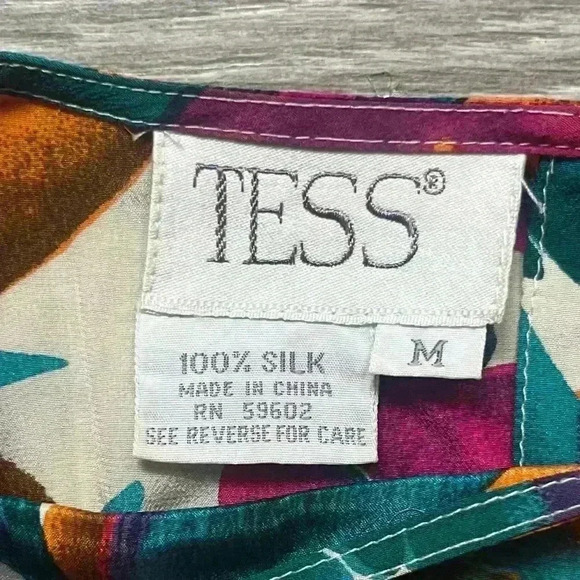 TESS®
M
100% SILK
MADE IN CHINA
RN 59602
SEE REVERSE FOR CARE